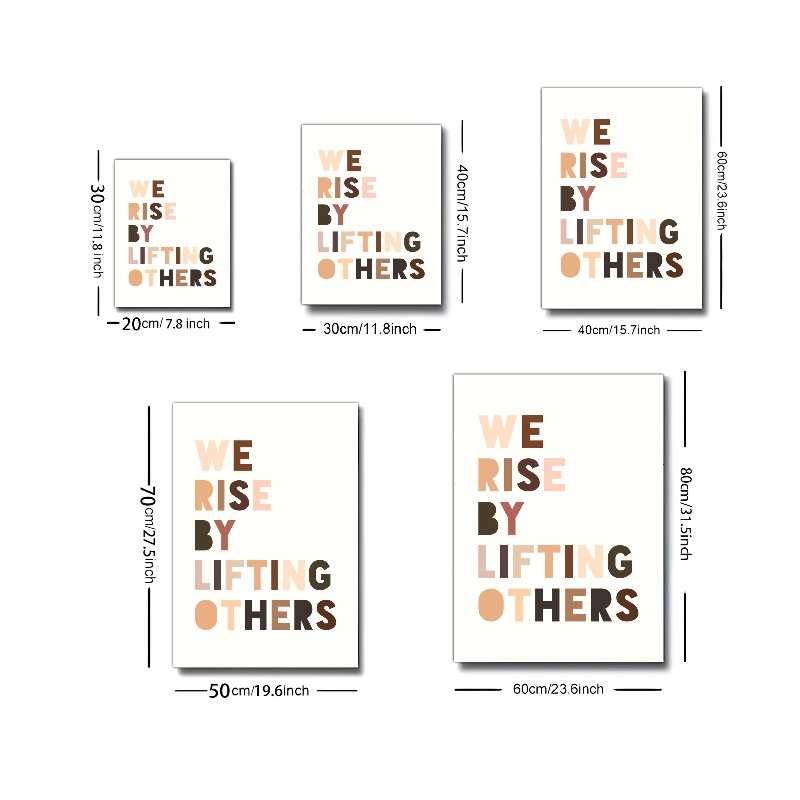 WE
RISE
BY
LIFTING
OTHERS
30cm/11.8 inch
20cm/ 7.8 inch
WE
RISE
BY
LIFTING
OTHERS
40cm/15.7inch
30cm/11.8inch
WE
RISE
BY
LIFTING
OTHERS
60cm/23.6inch
40cm/15.7inch
WE
RISE
BY
LIFTING
OTHERS
70cm/27.5inch
50cm/19.6inch
WE
RISE
BY
LIFTING
OTHERS
80cm/31.5inch
60cm/23.6inch